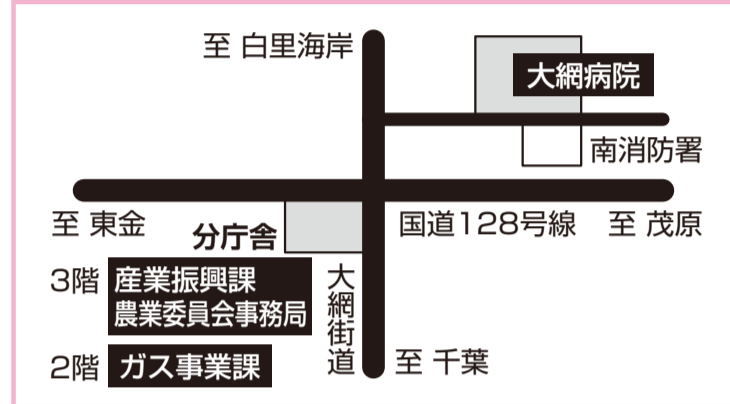 至 白里海岸
大網病院
南消防署
至 東金
分庁舎
国道128号線
至 茂原
3階
産業振興課
農業委員会事務局
2階
ガス事業課
大網街道
至 千葉